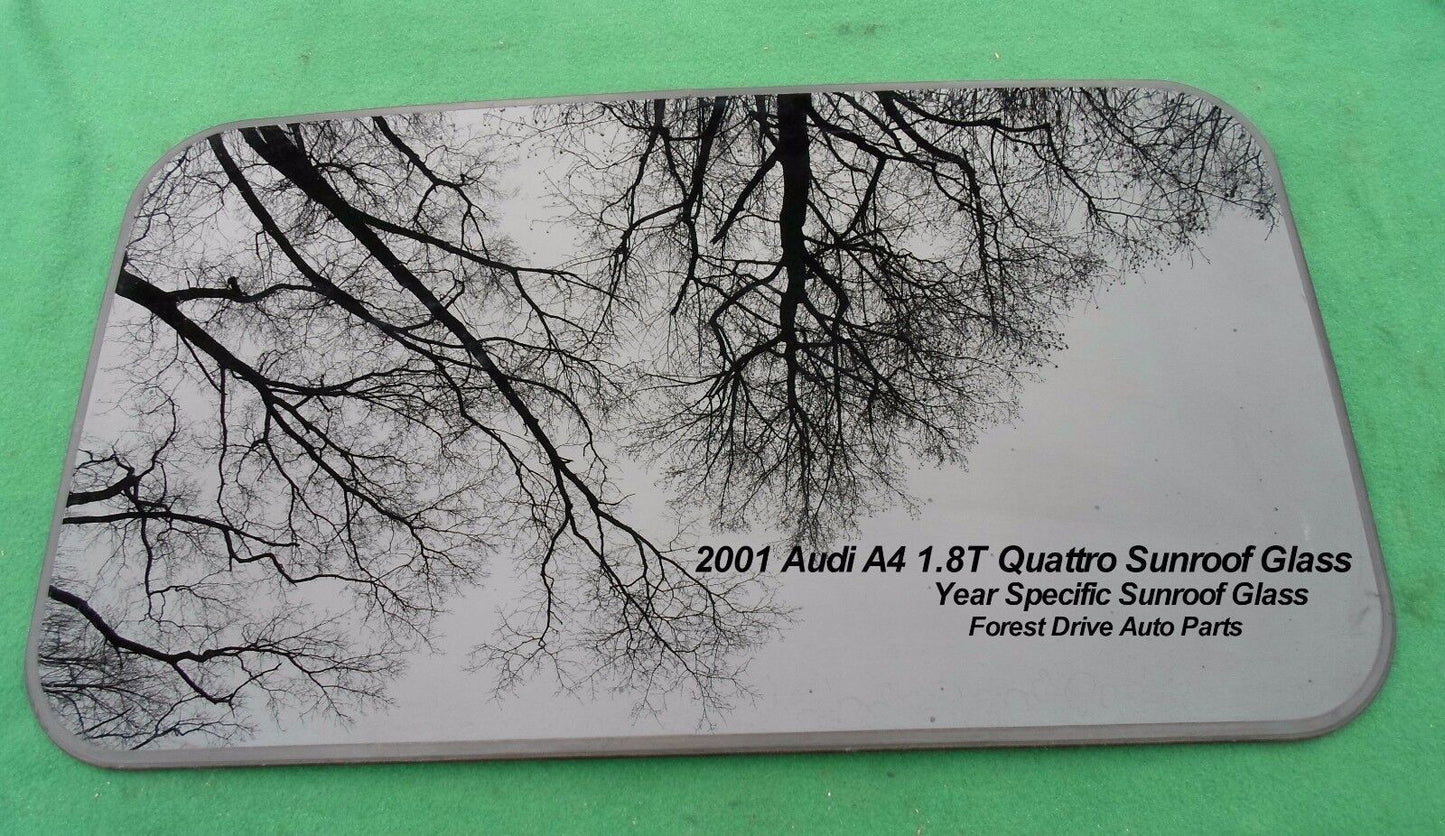 2001 Audi A4 1.8T Quattro Sunroof Glass
Year Specific Sunroof Glass
Forest Drive Auto Parts